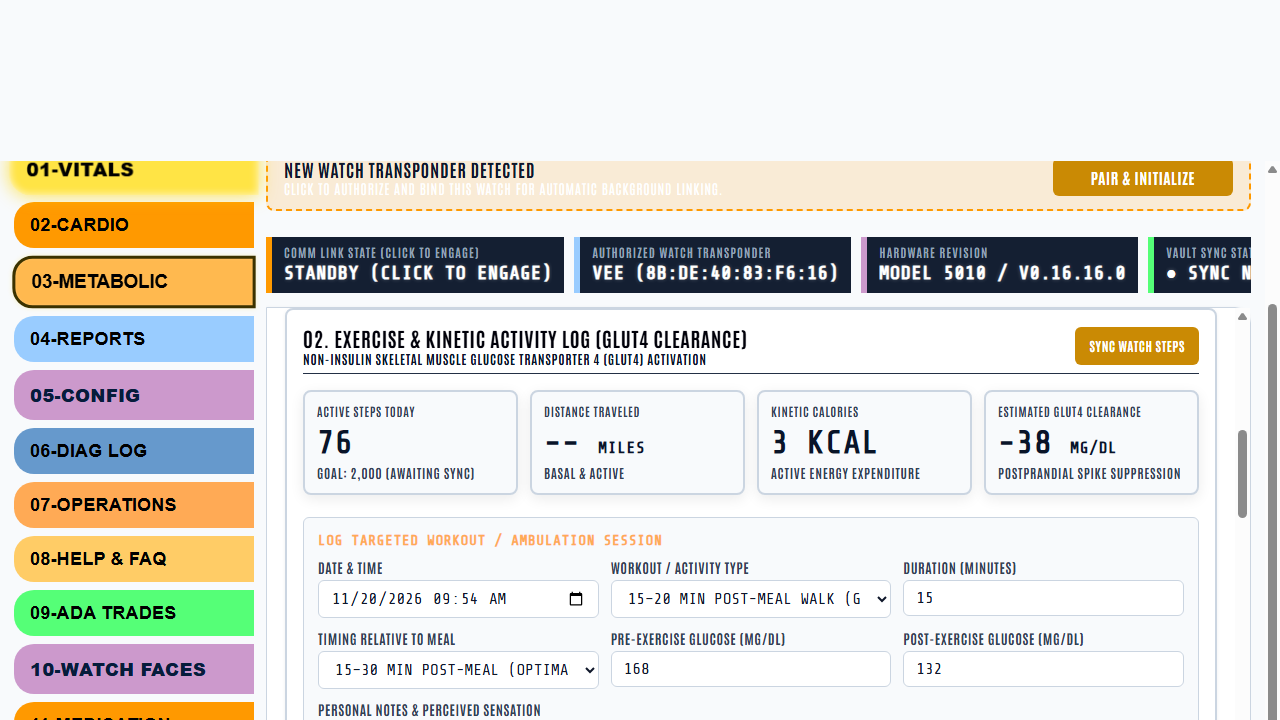 01-VITALS
02-CARDIO
03-METABOLIC
04-REPORTS
05-CONFIG
06-DIAG LOG
07-OPERATIONS
08-HELP & FAQ
09-ADA TRADES
10-WATCH FACES
NEW WATCH TRANSPONDER DETECTED
CLICK TO AUTHORIZE AND BIND THIS WATCH FOR AUTOMATIC BACKGROUND LINKING.
PAIR & INITIALIZE
COMM LINK STATE (CLICK TO ENGAGE)
STANDBY (CLICK TO ENGAGE)
AUTHORIZED WATCH TRANSPONDER
VEE (8B:DE:40:83:F6:16)
HARDWARE REVISION
MODEL 5010 / V0.16.16.0
VAULT SYNC STAT
● SYNC N
02. EXERCISE & KINETIC ACTIVITY LOG (GLUT4 CLEARANCE)
NON-INSULIN SKELETAL MUSCLE GLUCOSE TRANSPORTER 4 (GLUT4) ACTIVATION
SYNC WATCH STEPS
ACTIVE STEPS TODAY
76
GOAL: 2,000 (AWAITING SYNC)
DISTANCE TRAVELED
-- MILES
BASAL & ACTIVE
KINETIC CALORIES
3 KCAL
ACTIVE ENERGY EXPENDITURE
ESTIMATED GLUT4 CLEARANCE
-38 MG/DL
POSTPRANDIAL SPIKE SUPPRESSION
LOG TARGETED WORKOUT / AMBULATION SESSION
DATE & TIME
11/20/2026 09:54 AM
WORKOUT / ACTIVITY TYPE
15-20 MIN POST-MEAL WALK (G
DURATION (MINUTES)
15
TIMING RELATIVE TO MEAL
15-30 MIN POST-MEAL (OPTIMA
PRE-EXERCISE GLUCOSE (MG/DL)
168
POST-EXERCISE GLUCOSE (MG/DL)
132
PERSONAL NOTES & PERCEIVED SENSATION